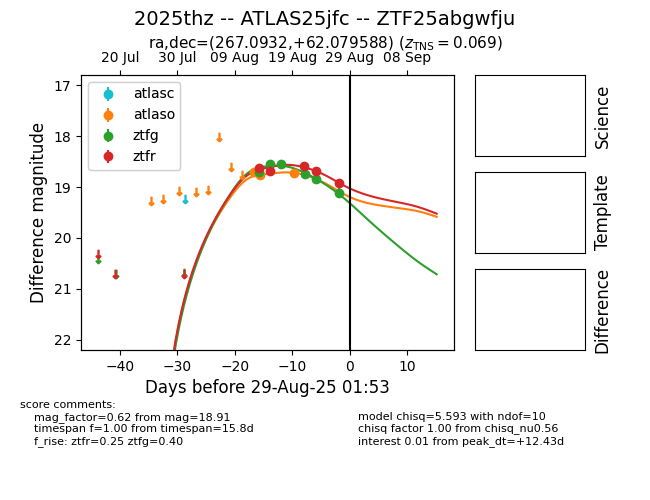 2025thz -- ATLAS25jfc -- ZTF25abgwfju
ra,dec=(267.0932,+62.079588) (z_TNS = 0.069)
20 Jul 30 Jul 09 Aug 19 Aug 29 Aug 08 Sep
atlasc
atlaso
ztfg
ztfr
Difference magnitude
17
18
19
20
21
22
−40 −30 −20 −10 0 10
Days before 29-Aug-25 01:53
Science
Template
Difference
score comments:
mag_factor=0.62 from mag=18.91
timespan f=1.00 from timespan=15.8d
f_rise: ztfr=0.25 ztfg=0.40
model chisq=5.593 with ndof=10
chisq factor 1.00 from chisq_nu0.56
interest 0.01 from peak_dt=+12.43d